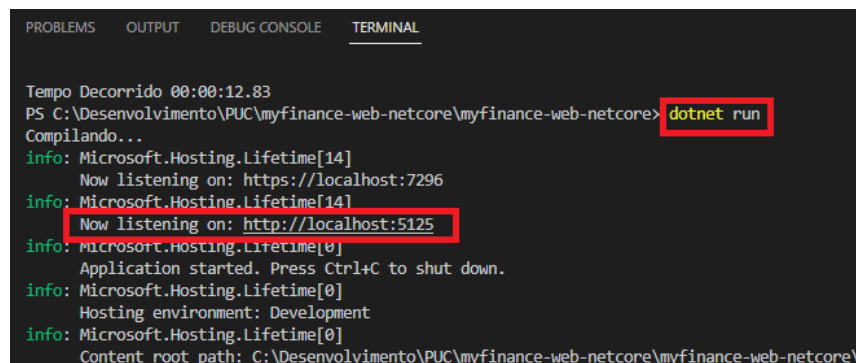 PROBLEMS OUTPUT DEBUG CONSOLE TERMINAL
Tempo Decorrido 00:00:12.83
PS C:\Desenvolvimento\PUC\myfinance-web-netcore\myfinance-web-netcore> dotnet run
Compilando...
info: Microsoft.Hosting.Lifetime[14]
Now listening on: https://localhost:7296
info: Microsoft.Hosting.Lifetime[14]
Now listening on: http://localhost:5125
info: Microsoft.Hosting.Lifetime[0]
Application started. Press Ctrl+C to shut down.
info: Microsoft.Hosting.Lifetime[0]
Hosting environment: Development
info: Microsoft.Hosting.Lifetime[0]
Content root path: C:\Desenvolvimento\PUC\myfinance-web-netcore\myfinance-web-netcore\